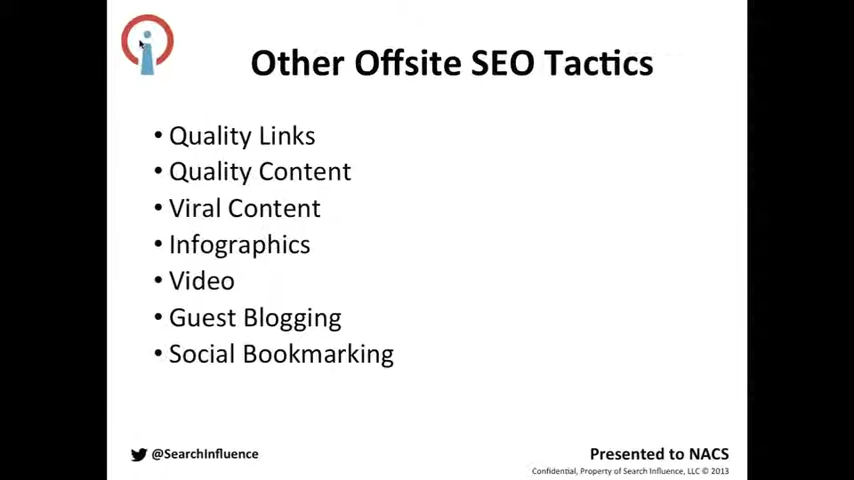 Other Offsite SEO Tactics
• Quality Links
• Quality Content
• Viral Content
• Infographics
• Video
• Guest Blogging
• Social Bookmarking
@SearchInfluence
Presented to NACS
Confidential, Property of Search Influence, LLC © 2013